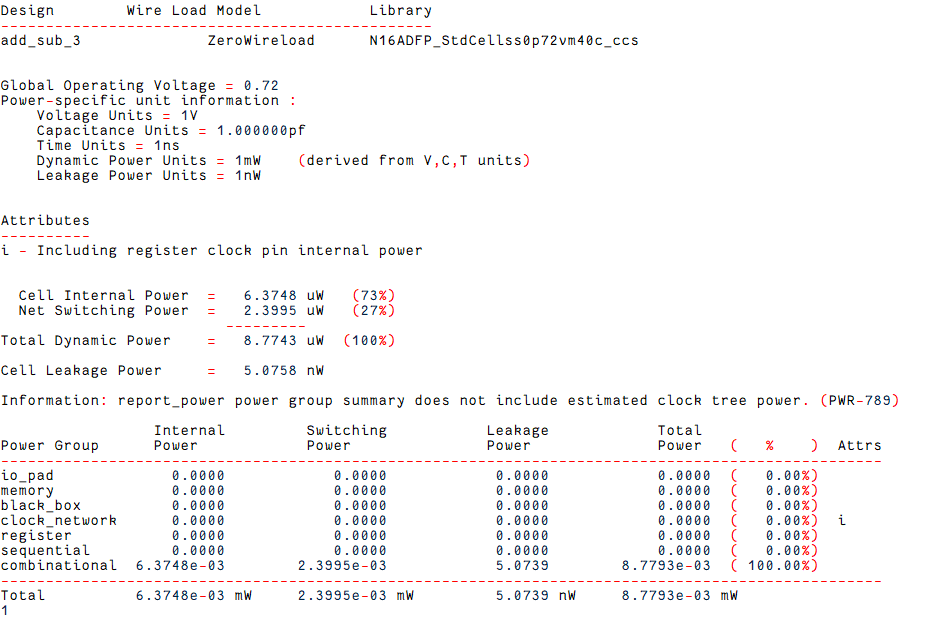 Design        Wire Load Model            Library
------------------------------------------------
add_sub_3              ZeroWireload      N16ADFP_StdCellss0p72vm40c_ccs
Global Operating Voltage = 0.72
Power-specific unit information :
    Voltage Units = 1V
    Capacitance Units = 1.000000pf
    Time Units = 1ns
    Dynamic Power Units = 1mW    (derived from V,C,T units)
    Leakage Power Units = 1nW
Attributes
----------
i - Including register clock pin internal power
  Cell Internal Power  =   6.3748 uW   (73%)
  Net Switching Power  =   2.3995 uW   (27%)
                         ---------
Total Dynamic Power    =   8.7743 uW  (100%)
Cell Leakage Power     =   5.0758 nW
Information: report_power power group summary does not include estimated clock tree power. (PWR-789)
                 Internal         Switching           Leakage            Total
Power Group      Power            Power               Power              Power   (   %    )  Attrs
--------------------------------------------------------------------------------------------------
io_pad             0.0000            0.0000            0.0000            0.0000  (   0.00%)
memory             0.0000            0.0000            0.0000            0.0000  (   0.00%)
black_box          0.0000            0.0000            0.0000            0.0000  (   0.00%)
clock_network      0.0000            0.0000            0.0000            0.0000  (   0.00%)  i
register           0.0000            0.0000            0.0000            0.0000  (   0.00%)
sequential         0.0000            0.0000            0.0000            0.0000  (   0.00%)
combinational  6.3748e-03        2.3995e-03            5.0739        8.7793e-03  ( 100.00%)
--------------------------------------------------------------------------------------------------
Total          6.3748e-03 mW     2.3995e-03 mW         5.0739 nW     8.7793e-03 mW
1